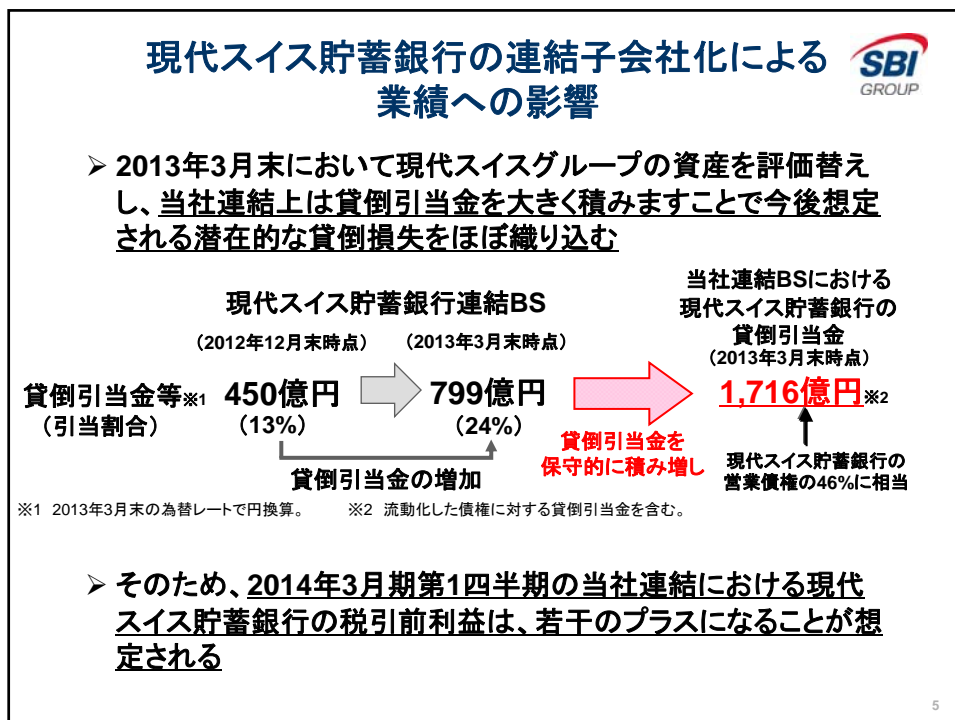 現代スイス貯蓄銀行の連結子会社化による
業績への影響
SBI
GROUP
➢ 2013年3月末において現代スイスグループの資産を評価替え
し、当社連結上は貸倒引当金を大きく積みますことで今後想定
される潜在的な貸倒損失をほぼ織り込む
現代スイス貯蓄銀行連結BS
（2012年12月末時点）
（2013年3月末時点）
当社連結BSにおける
現代スイス貯蓄銀行の
貸倒引当金
（2013年3月末時点）
貸倒引当金等※1
（引当割合）
450億円
（13%）
799億円
（24%）
貸倒引当金の増加
貸倒引当金を
保守的に積み増し
1,716億円※2
現代スイス貯蓄銀行の
営業債権の46%に相当
※1 2013年3月末の為替レートで円換算。
※2 流動化した債権に対する貸倒引当金を含む。
➢ そのため、2014年3月期第1四半期の当社連結における現代
スイス貯蓄銀行の税引前利益は、若干のプラスになることが想
定される
5